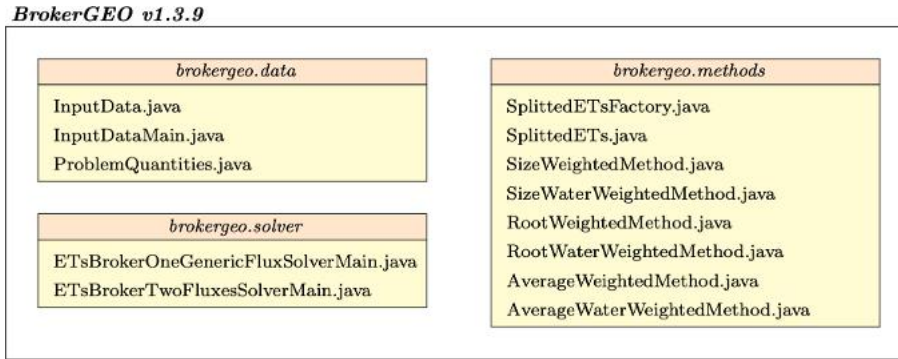 BrokerGEO v1.3.9
brokergeo.data
InputData.java
InputDataMain.java
ProblemQuantities.java
brokergeo.solver
ETsBrokerOneGenericFluxSolverMain.java
ETsBrokerTwoFluxesSolverMain.java
brokergeo.methods
SplittedETsFactory.java
SplittedETs.java
SizeWeightedMethod.java
SizeWaterWeightedMethod.java
RootWeightedMethod.java
RootWaterWeightedMethod.java
AverageWeightedMethod.java
AverageWaterWeightedMethod.java